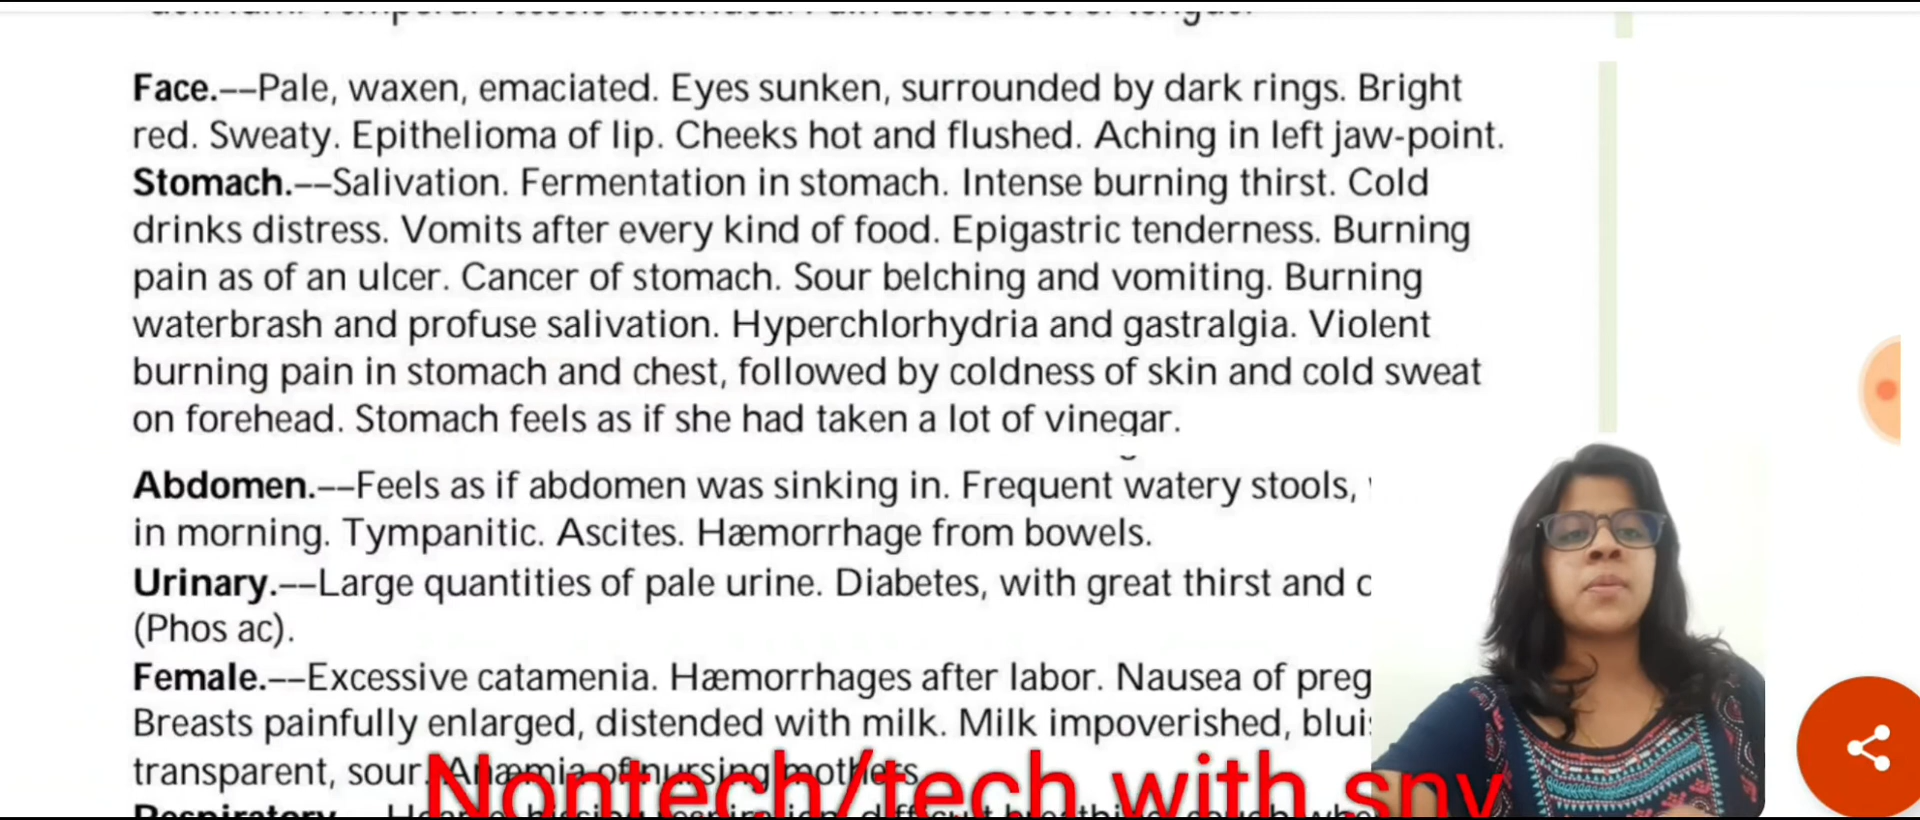 Face.--Pale, waxen, emaciated. Eyes sunken, surrounded by dark rings. Bright
red. Sweaty. Epithelioma of lip. Cheeks hot and flushed. Aching in left jaw-point.
Stomach.--Salivation. Fermentation in stomach. Intense burning thirst. Cold
drinks distress. Vomits after every kind of food. Epigastric tenderness. Burning
pain as of an ulcer. Cancer of stomach. Sour belching and vomiting. Burning
waterbrash and profuse salivation. Hyperchlorhydria and gastralgia. Violent
burning pain in stomach and chest, followed by coldness of skin and cold sweat
on forehead. Stomach feels as if she had taken a lot of vinegar.
Abdomen.--Feels as if abdomen was sinking in. Frequent watery stools,
in morning. Tympanitic. Ascites. Hæmorrhage from bowels.
Urinary.--Large quantities of pale urine. Diabetes, with great thirst and
(Phos ac).
Female.--Excessive catamenia. Hæmorrhages after labor. Nausea of preg
Breasts painfully enlarged, distended with milk. Milk impoverished, bluis
transparent, sour. Anæmia of nursing mothers
Nontech/tech with sny